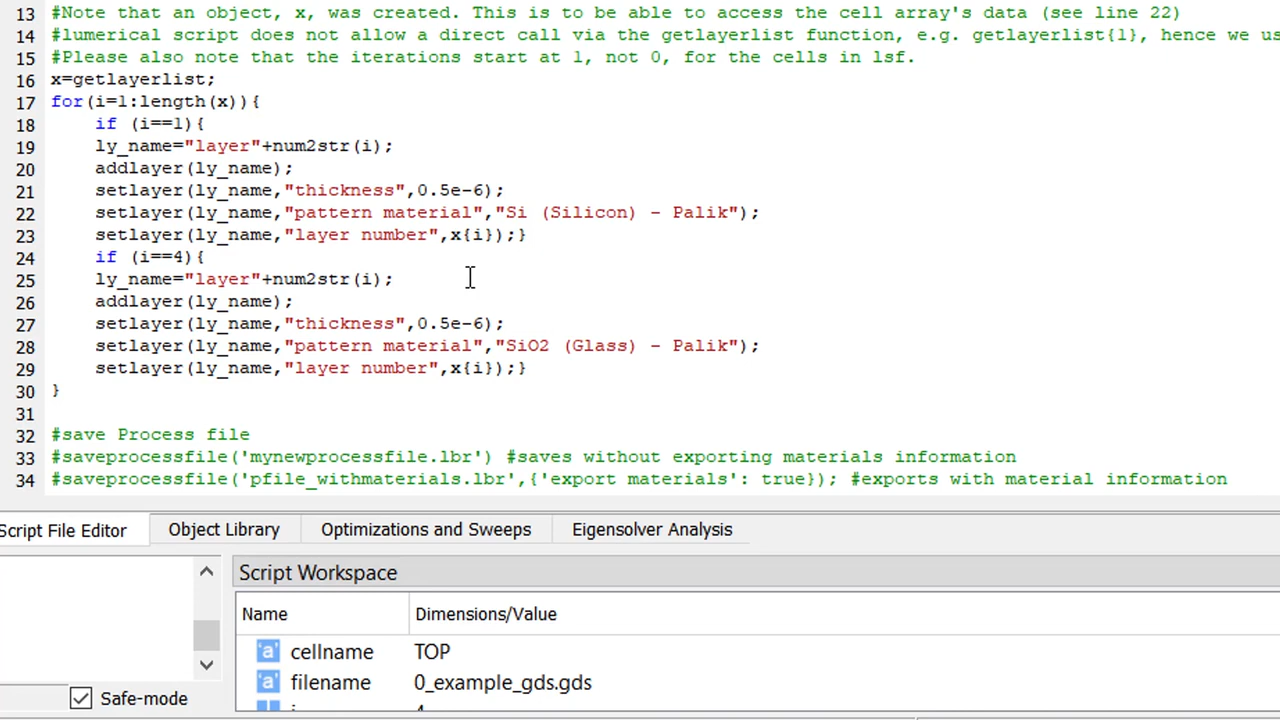 13 #Note that an object, x, was created. This is to be able to access the cell array's data (see line 22)
14 #lumerical script does not allow a direct call via the getlayerlist function, e.g. getlayerlist{1}, hence we
15 #Please also note that the iterations start at 1, not 0, for the cells in lsf.
16 x=getlayerlist;
17 for(i=1:length(x)){
18 if (i==1){
19 ly_name="layer"+num2str(i);
20 addlayer(ly_name);
21 setlayer(ly_name,"thickness",0.5e-6);
22 setlayer(ly_name,"pattern material","Si (Silicon) - Palik");
23 setlayer(ly_name,"layer number",x{i});}
24 if (i==4){
25 ly_name="layer"+num2str(i);
26 addlayer(ly_name);
27 setlayer(ly_name,"thickness",0.5e-6);
28 setlayer(ly_name,"pattern material","SiO2 (Glass) - Palik");
29 setlayer(ly_name,"layer number",x{i});}
30 }
31
32 #save Process file
33 #saveprocessfile('mynewprocessfile.lbr') #saves without exporting materials information
34 #saveprocessfile('pfile_withmaterials.lbr',{'export materials': true}); #exports with material information
Script File Editor Object Library Optimizations and Sweeps Eigensolver Analysis
Script Workspace
Name Dimensions/Value
'a' cellname TOP
'a' filename 0_example_gds.gds
Safe-mode